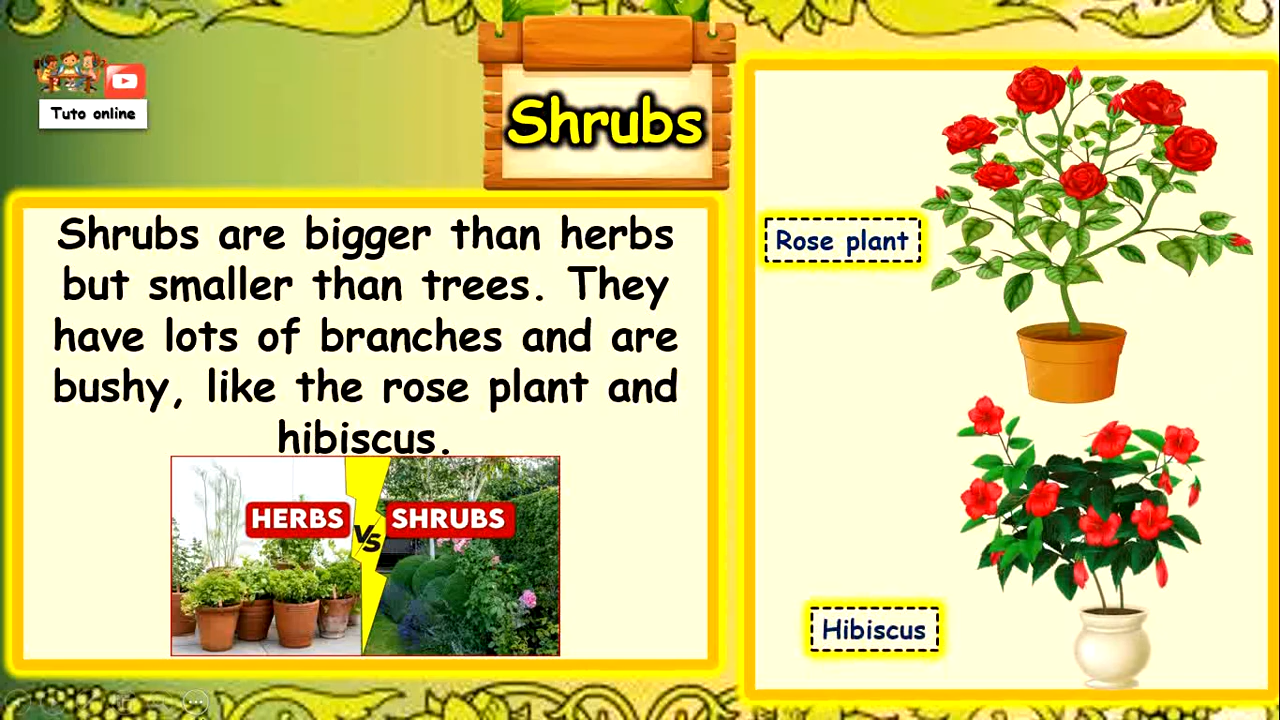 Tuto online
Shrubs
Shrubs are bigger than herbs
but smaller than trees. They
have lots of branches and are
bushy, like the rose plant and
hibiscus.
HERBS VS SHRUBS
Rose plant
Hibiscus